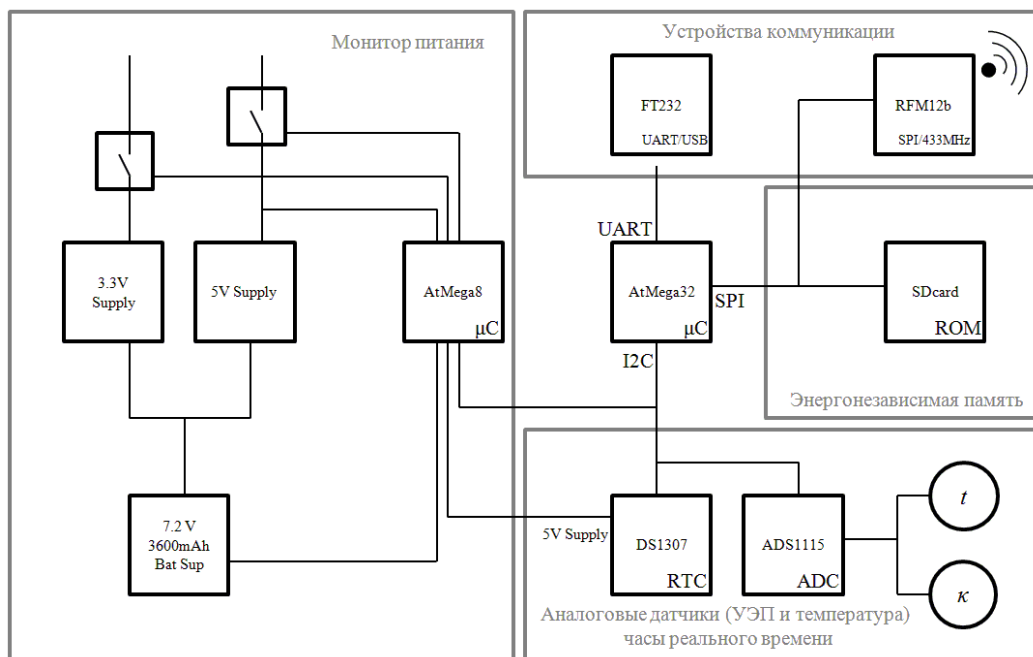 Монитор питания
Устройства коммуникации
FT232
UART/USB
RFM12b
SPI/433MHz
UART
3.3V
Supply
5V Supply
AtMega8
μC
AtMega32
μC
SPI
I2C
SDcard
ROM
Энергонезависимая память
7.2 V
3600mAh
Bat Sup
5V Supply
DS1307
RTC
ADS1115
ADC
t
κ
Аналоговые датчики (УЭП и температура)
часы реального времени